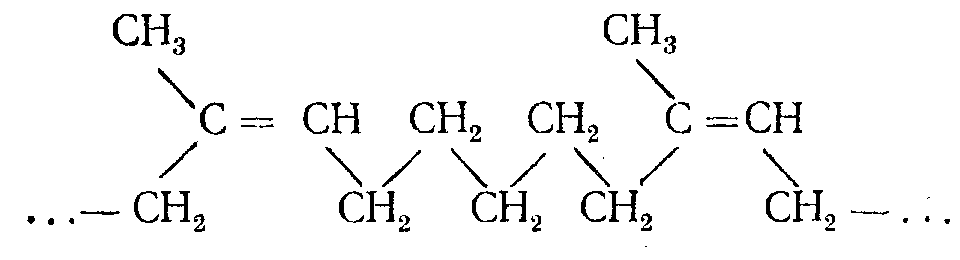 CH₃ CH₃
C = CH CH₂ CH₂ C = CH
...— CH₂ CH₂ CH₂ CH₂ CH₂ — ...